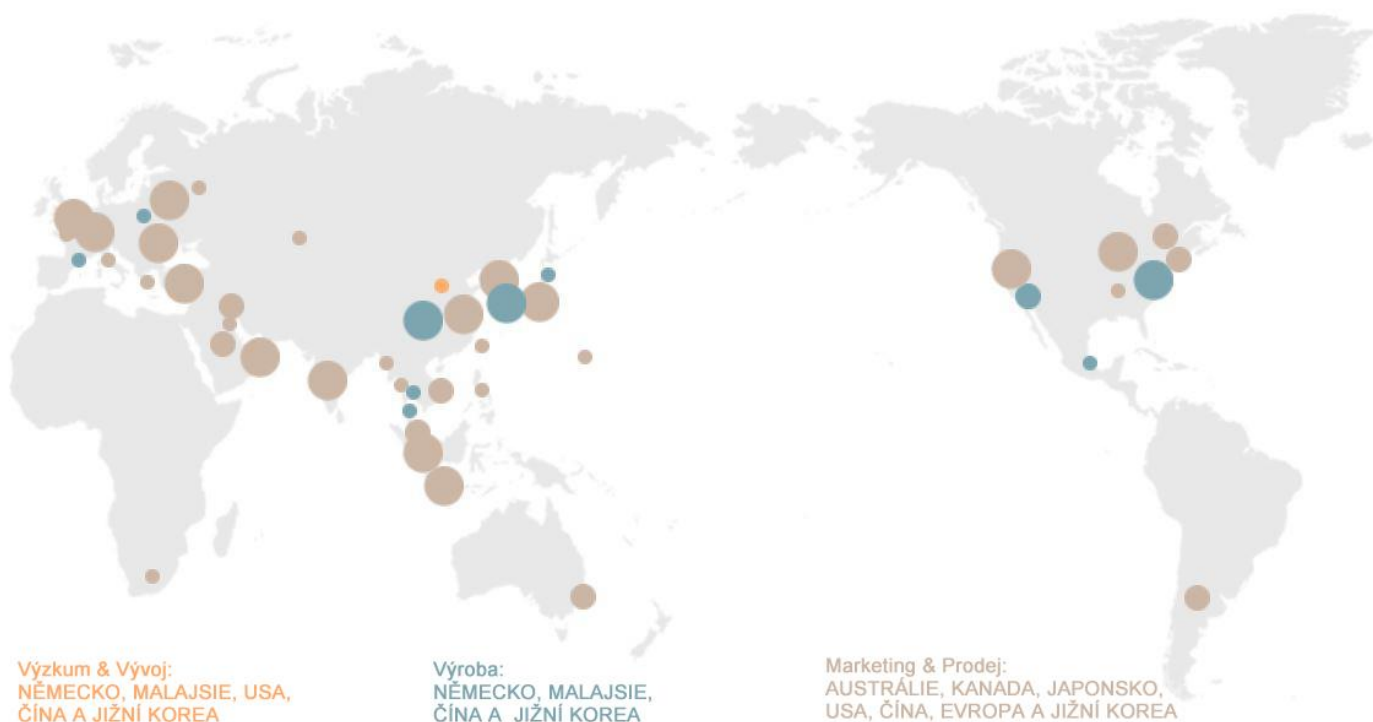 Výzkum & Vývoj:
NĚMECKO, MALAJSIE, USA,
ČÍNA A JIŽNÍ KOREA
Výroba:
NĚMECKO, MALAJSIE,
ČÍNA A JIŽNÍ KOREA
Marketing & Prodej:
AUSTRÁLIE, KANADA, JAPONSKO,
USA, ČÍNA, EVROPA A JIŽNÍ KOREA